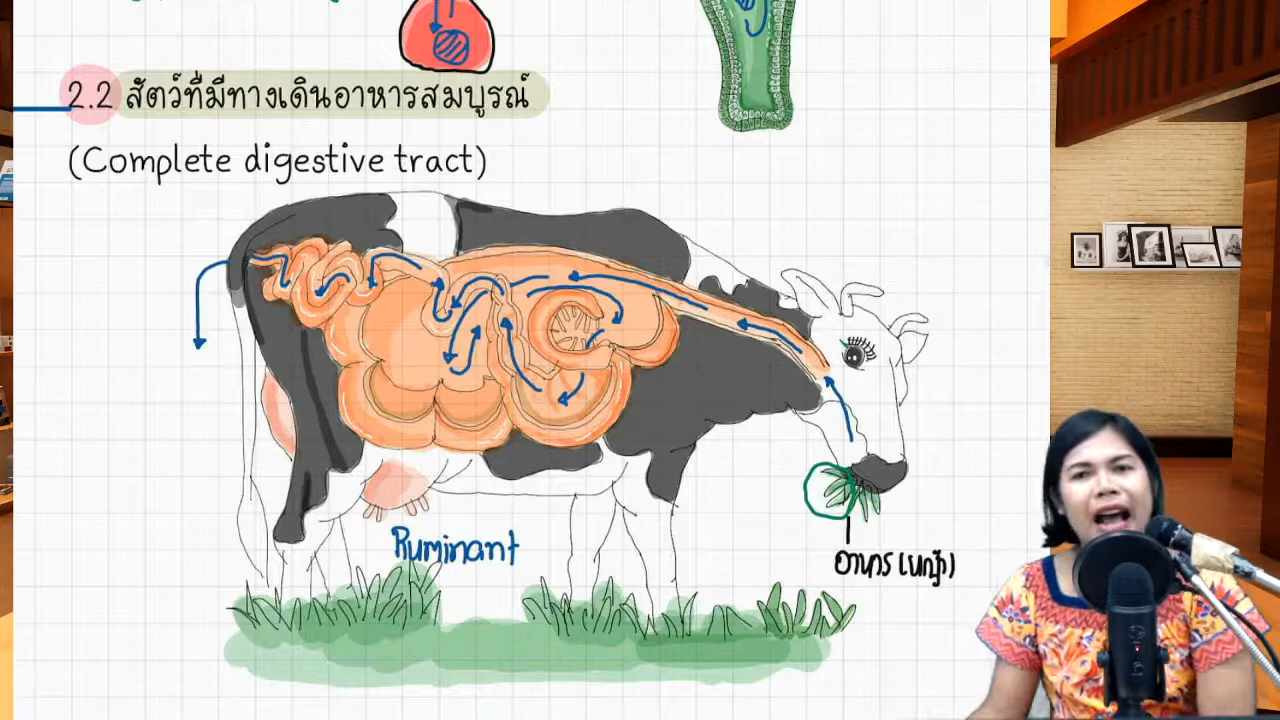 2.2 สัตว์ที่มีทางเดินอาหารสมบูรณ์
(Complete digestive tract)
Ruminant
อาหาร (หญ้า)